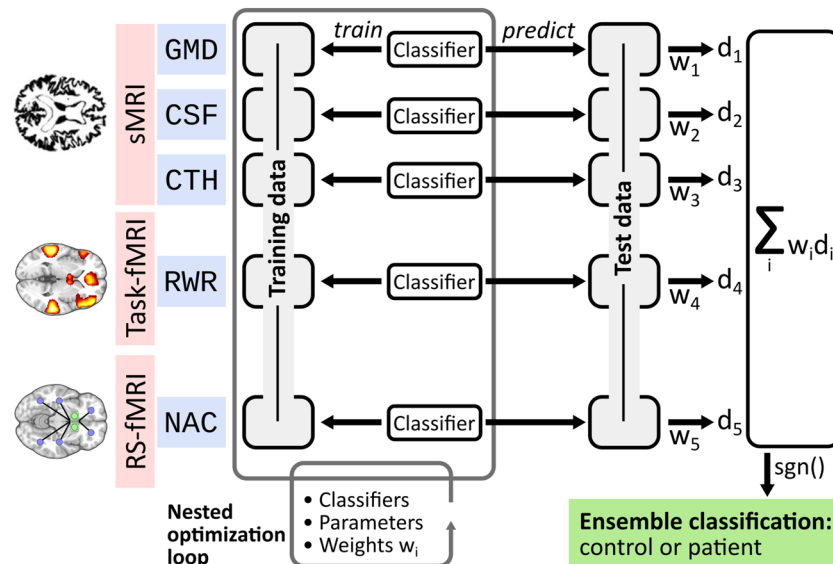 train
predict
sMRI
GMD
Classifier
w1
d1
CSF
Classifier
w2
d2
CTH
Classifier
w3
d3
Training data
Test data
∑ widi
i
Task-fMRI
RWR
Classifier
w4
d4
RS-fMRI
NAC
Classifier
w5
d5
sgn()
Nested
optimization
loop
• Classifiers
• Parameters
• Weights wi
Ensemble classification:
control or patient